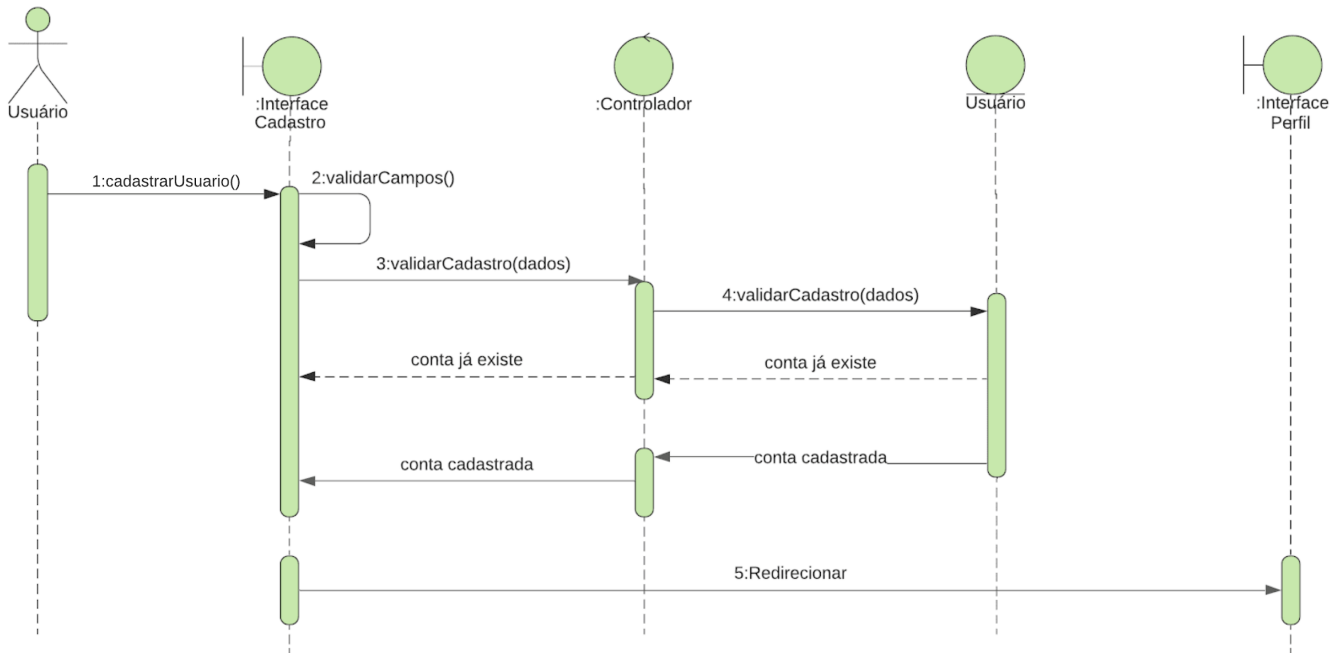 Usuário
:Interface
Cadastro
:Controlador
Usuário
:Interface
Perfil
1:cadastrarUsuario()
2:validarCampos()
3:validarCadastro(dados)
4:validarCadastro(dados)
conta já existe
conta já existe
conta cadastrada
conta cadastrada
5:Redirecionar